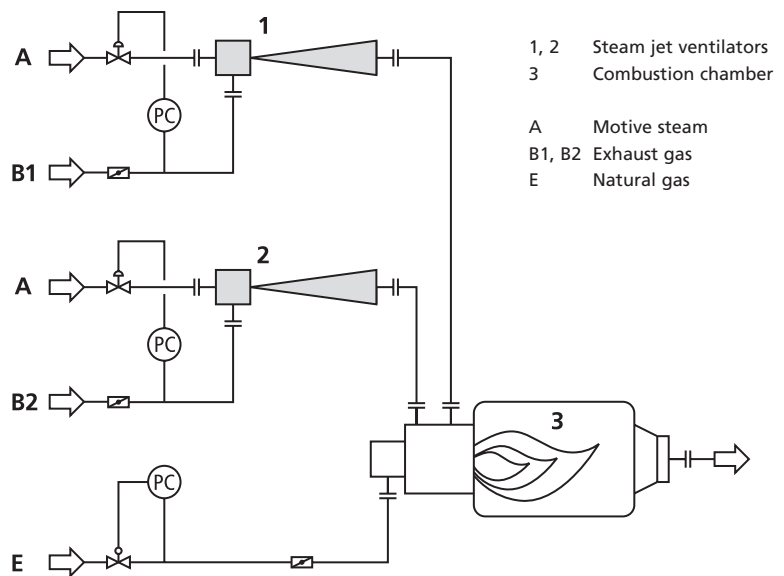 1
A
PC
B1
1, 2 Steam jet ventilators
3 Combustion chamber
A Motive steam
B1, B2 Exhaust gas
E Natural gas
2
A
PC
B2
3
PC
E